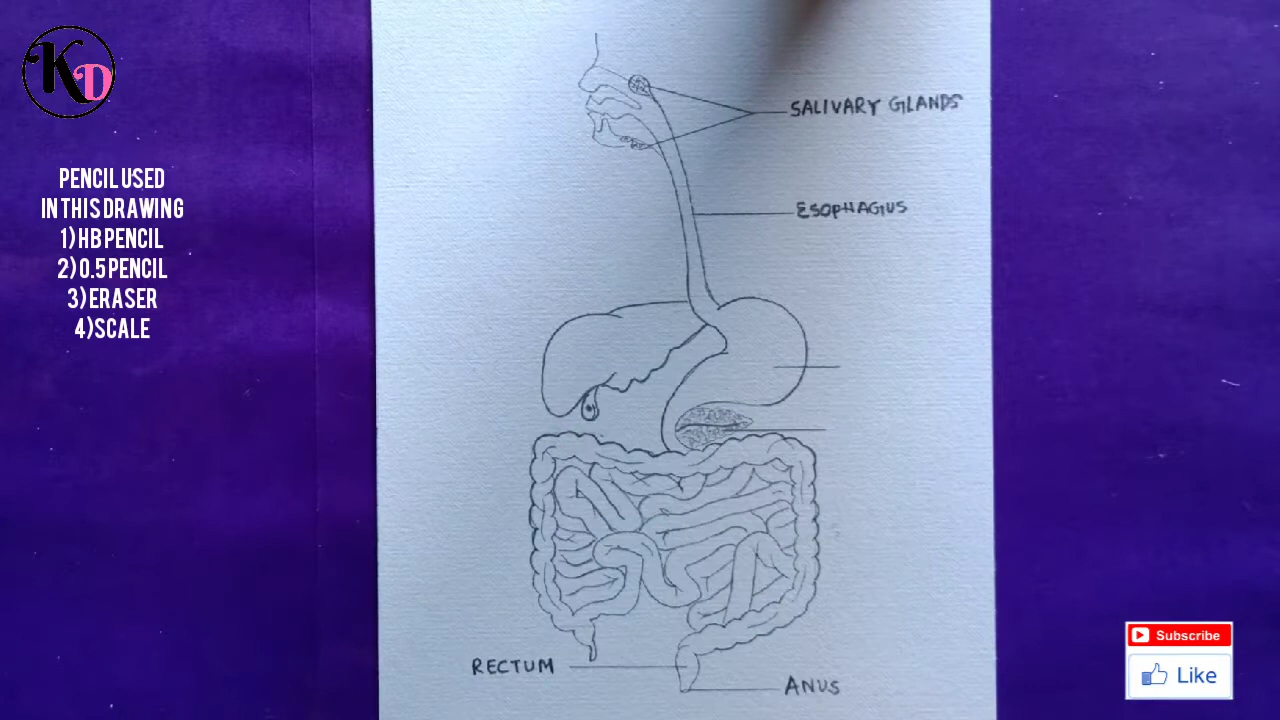 KD
PENCIL USED
IN THIS DRAWING
1) HB PENCIL
2) 0.5 PENCIL
3) ERASER
4)SCALE
SALIVARY GLANDS
ESOPHAGUS
RECTUM
ANUS
Subscribe
Like